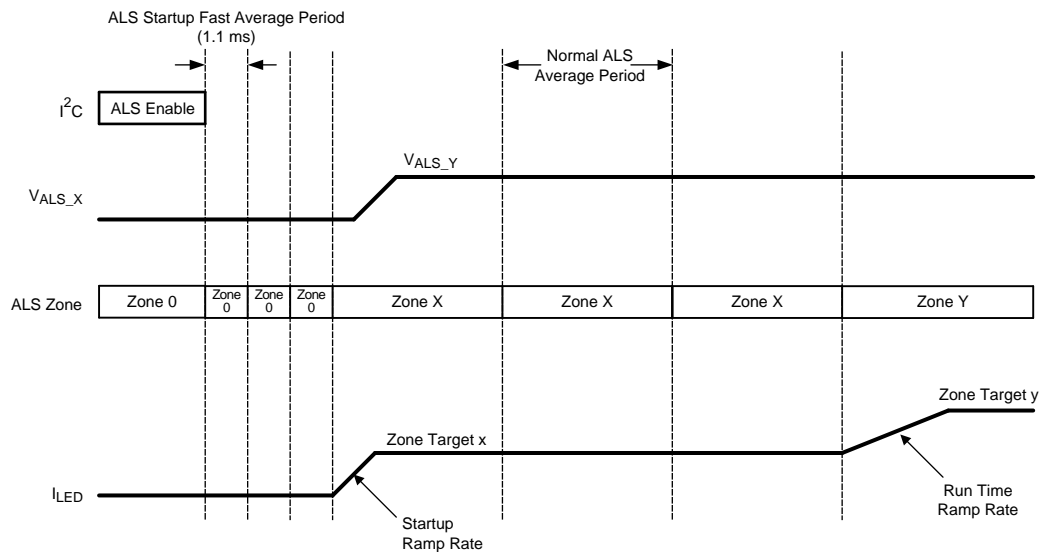 ALS Startup Fast Average Period
(1.1 ms)
Normal ALS
Average Period
I2C
ALS Enable
VALS_Y
VALS_X
ALS Zone
Zone 0
Zone
0
Zone
0
Zone
0
Zone X
Zone X
Zone X
Zone Y
Zone Target y
Zone Target x
ILED
Run Time
Ramp Rate
Startup
Ramp Rate